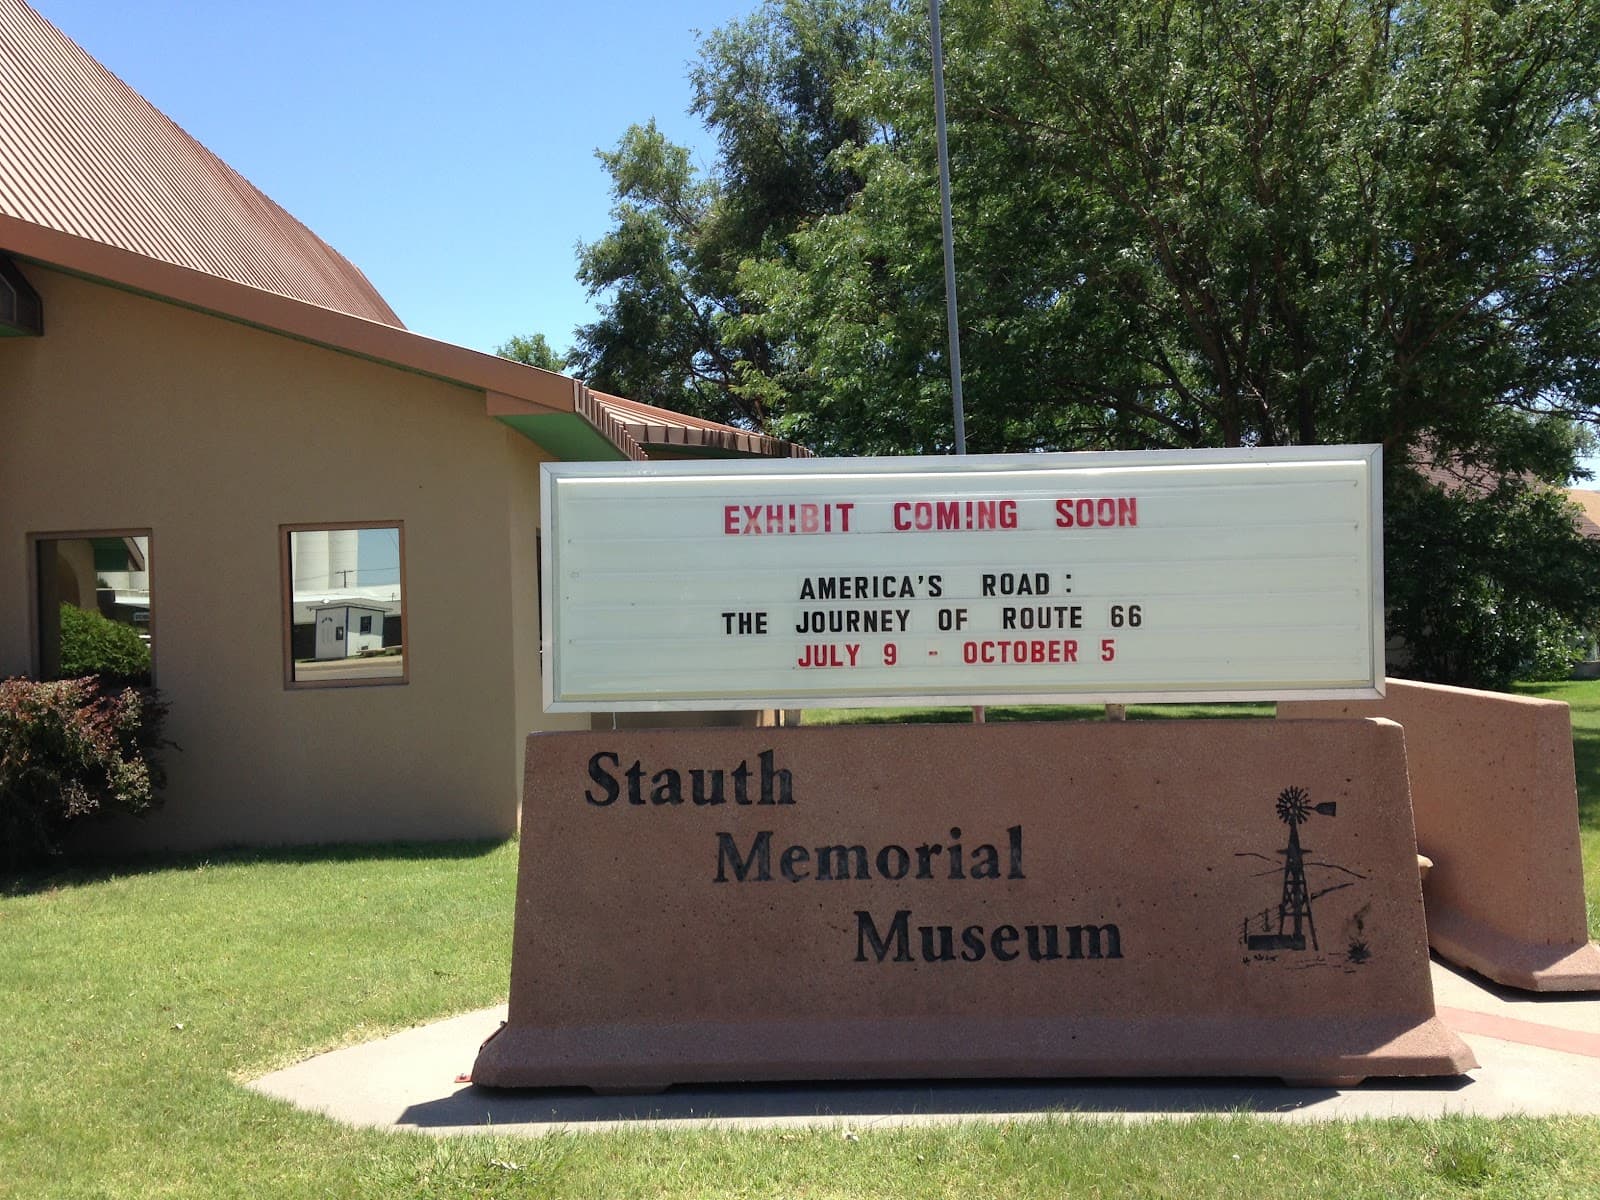 EXHIBIT COMING SOON
AMERICA'S ROAD:
THE JOURNEY OF ROUTE 66
JULY 9 - OCTOBER 5
Stauth
Memorial
Museum